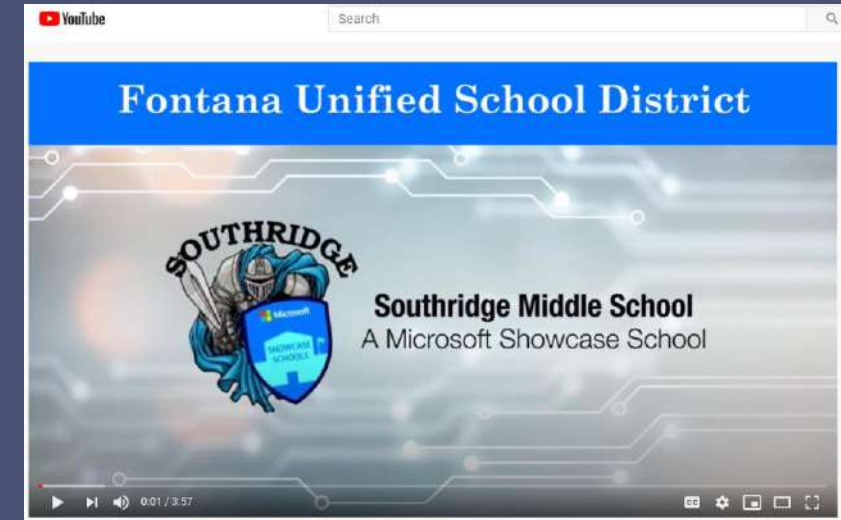 YouTube
Search
Fontana Unified School District
SOUTHRIDGE
Microsoft
SHOWCASE
SCHOOLS
Southridge Middle School
A Microsoft Showcase School
0:01 / 3:57
CC